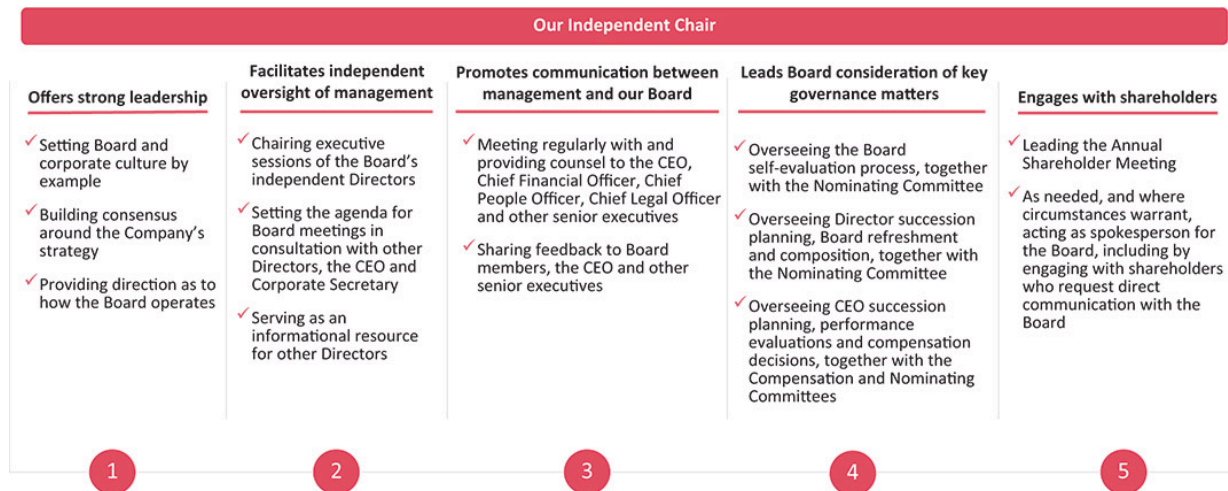 Our Independent Chair
Offers strong leadership
✓ Setting Board and
corporate culture by
example
✓ Building consensus
around the Company's
strategy
✓ Providing direction as to
how the Board operates
1
Facilitates independent
oversight of management
✓ Chairing executive
sessions of the Board's
independent Directors
✓ Setting the agenda for
Board meetings in
consultation with other
Directors, the CEO and
Corporate Secretary
✓ Serving as an
informational resource
for other Directors
2
Promotes communication between
management and our Board
✓ Meeting regularly with and
providing counsel to the CEO,
Chief Financial Officer, Chief
People Officer, Chief Legal Officer
and other senior executives
✓ Sharing feedback to Board
members, the CEO and other
senior executives
3
Leads Board consideration of key
governance matters
✓ Overseeing the Board
self-evaluation process, together
with the Nominating Committee
✓ Overseeing Director succession
planning, Board refreshment
and composition, together with
the Nominating Committee
✓ Overseeing CEO succession
planning, performance
evaluations and compensation
decisions, together with the
Compensation and Nominating
Committees
4
Engages with shareholders
✓ Leading the Annual
Shareholder Meeting
✓ As needed, and where
circumstances warrant,
acting as spokesperson for
the Board, including by
engaging with shareholders
who request direct
communication with the
Board
5